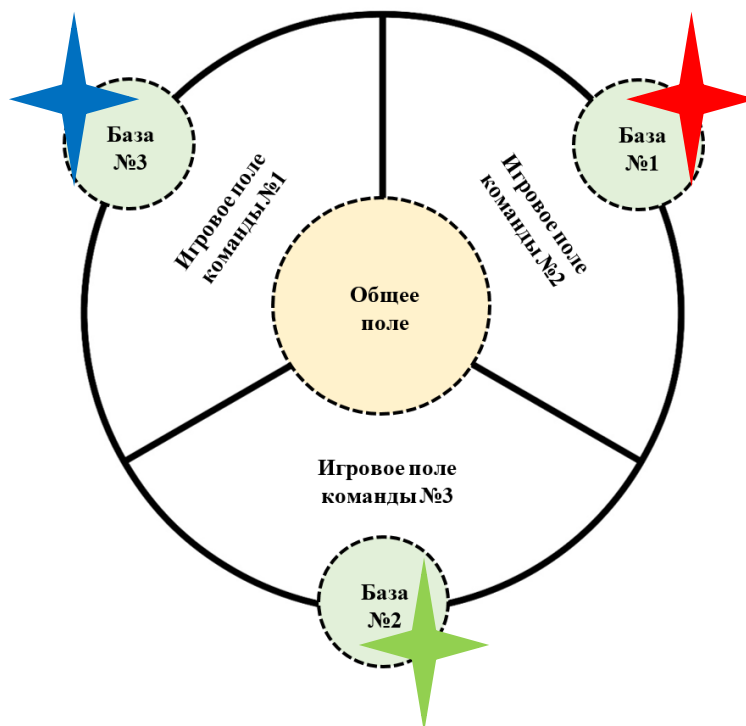 База
№3
База
№1
Игровое поле
команды №1
Игровое поле
команды №2
Общее
поле
Игровое поле
команды №3
База
№2